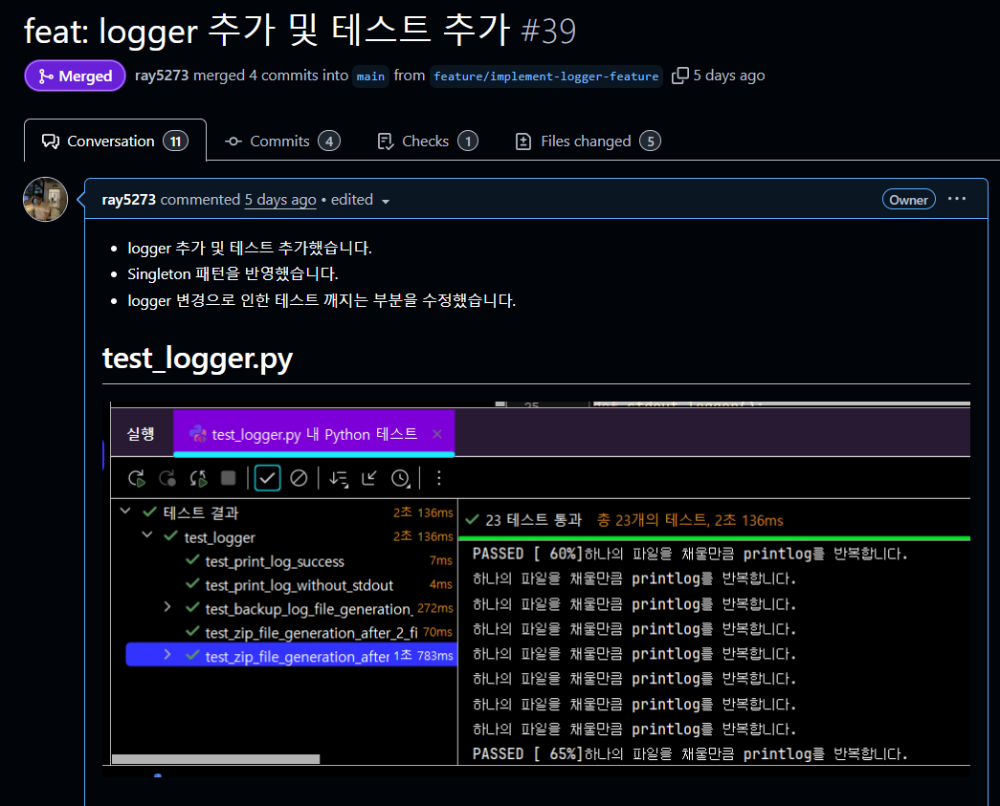 feat: logger 추가 및 테스트 추가 #39
Merged ray5273 merged 4 commits into main from feature/implement-logger-feature 5 days ago
Conversation 11 Commits 4 Checks 1 Files changed 5
ray5273 commented 5 days ago • edited Owner
logger 추가 및 테스트 추가했습니다.
Singleton 패턴을 반영했습니다.
logger 변경으로 인한 테스트 깨지는 부분을 수정했습니다.
test_logger.py
실행 test_logger.py 내 Python 테스트
테스트 결과 2초 136ms
test_logger 2초 136ms
test_print_log_success 7ms
test_print_log_without_stdout 4ms
test_backup_log_file_generation_ 272ms
test_zip_file_generation_after_2_fi 70ms
test_zip_file_generation_after 1초 783ms
23 테스트 통과 총 23개의 테스트, 2초 136ms
PASSED [ 60%]하나의 파일을 채울만큼 printlog를 반복합니다.
하나의 파일을 채울만큼 printlog를 반복합니다.
하나의 파일을 채울만큼 printlog를 반복합니다.
하나의 파일을 채울만큼 printlog를 반복합니다.
하나의 파일을 채울만큼 printlog를 반복합니다.
하나의 파일을 채울만큼 printlog를 반복합니다.
하나의 파일을 채울만큼 printlog를 반복합니다.
하나의 파일을 채울만큼 printlog를 반복합니다.
PASSED [ 65%]하나의 파일을 채울만큼 printlog를 반복합니다.